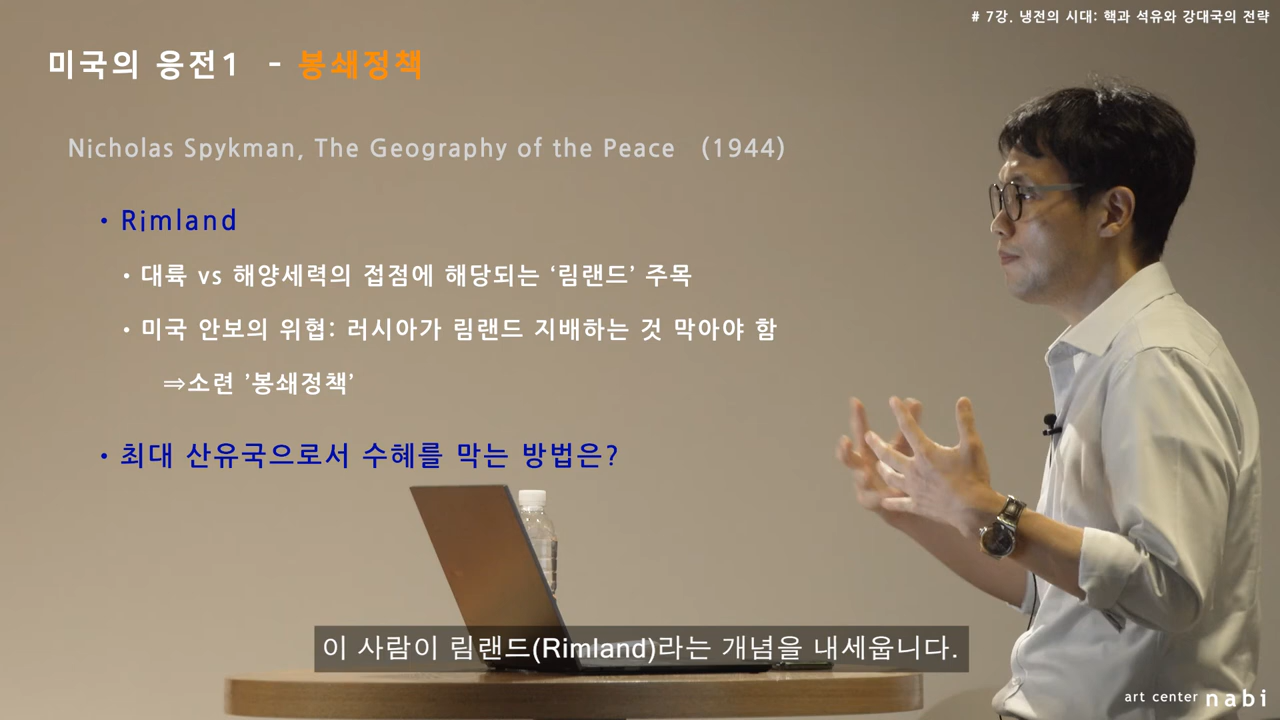 # 7강. 냉전의 시대: 핵과 석유와 강대국의 전략
미국의 응전1 - 봉쇄정책
Nicholas Spykman, The Geography of the Peace (1944)
• Rimland
• 대륙 vs 해양세력의 접점에 해당되는 ‘림랜드’ 주목
• 미국 안보의 위협: 러시아가 림랜드 지배하는 것 막아야 함
⇒소련 ’봉쇄정책’
• 최대 산유국으로서 수혜를 막는 방법은?
이 사람이 림랜드(Rimland)라는 개념을 내세웁니다.
art center nabi